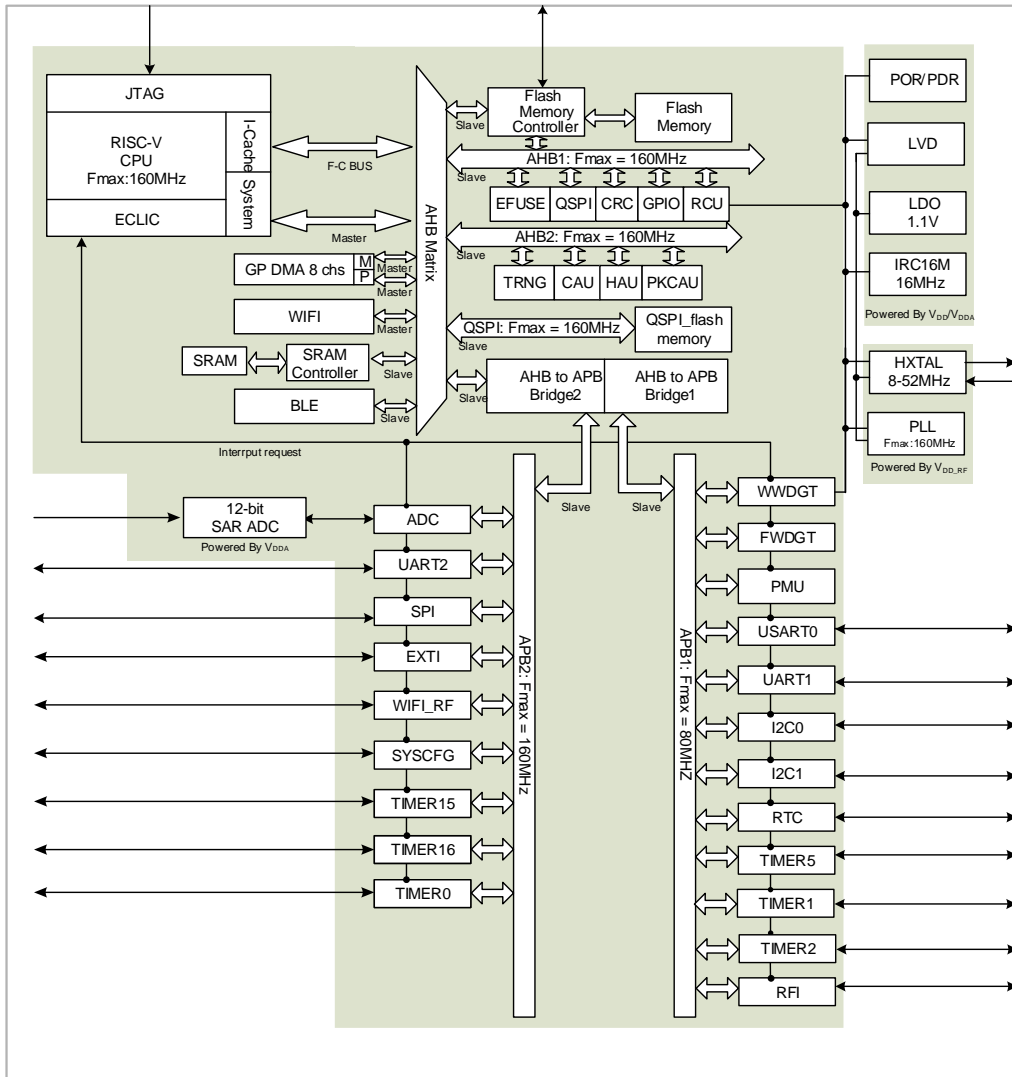 JTAG
RISC-V
CPU
Fmax:160MHz
I-Cache
System
ECLIC
F-C BUS
Master
GP DMA 8 chs
M
P
Master
Master
WIFI
Master
SRAM
SRAM
Controller
Slave
BLE
Slave
Interrput request
AHB Matrix
Slave
Flash
Memory
Controller
Flash
Memory
AHB1: Fmax = 160MHz
Slave
EFUSE
QSPI
CRC
GPIO
RCU
AHB2: Fmax = 160MHz
Slave
TRNG
CAU
HAU
PKCAU
QSPI: Fmax = 160MHz
Slave
QSPI_flash
memory
Slave
AHB to APB
Bridge2
AHB to APB
Bridge1
POR/PDR
LVD
LDO
1.1V
IRC16M
16MHz
Powered By VDD/VDDA
HXTAL
8-52MHz
PLL
Fmax:160MHz
Powered By VDD_RF
Slave
Slave
12-bit
SAR ADC
Powered By VDDA
ADC
UART2
SPI
EXTI
WIFI_RF
SYSCFG
TIMER15
TIMER16
TIMER0
APB2: Fmax = 160MHz
APB1: Fmax = 80MHZ
WWDGT
FWDGT
PMU
USART0
UART1
I2C0
I2C1
RTC
TIMER5
TIMER1
TIMER2
RFI